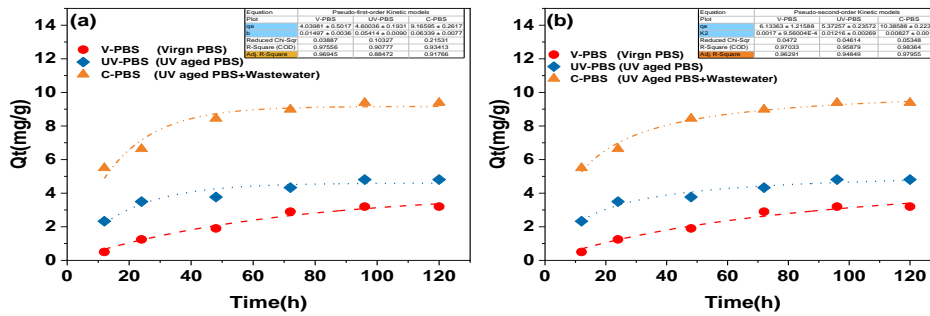 (a)
Equation Pseudo-first-order Kinetic models
Plot V-PBS UV-PBS C-PBS
qe 4.03981 ± 0.5017 4.60036 ± 0.1931 9.16595 ± 0.2617
b 0.01497 ± 0.0036 0.05414 ± 0.0090 0.06339 ± 0.0077
Reduced Chi-Sqr 0.03887 0.10327 0.21531
R-Square (COD) 0.97556 0.90777 0.93413
Adj. R-Square 0.96945 0.88472 0.91766
V-PBS (Virgn PBS)
UV-PBS (UV aged PBS)
C-PBS (UV Aged PBS+Wastewater)
Qt(mg/g)
14
12
10
8
6
4
2
0
0 20 40 60 80 100 120
Time(h)
(b)
Equation Pseudo-second-order Kinetic models
Plot V-PBS UV-PBS C-PBS
qe 6.13363 ± 1.21588 5.37257 ± 0.23572 10.38588 ± 0.223
K2 0.0017 ± 9.56004E-4 0.01216 ± 0.00269 0.00827 ± 0.001
Reduced Chi-Sqr 0.0472 0.04614 0.05348
R-Square (COD) 0.97033 0.95879 0.98364
Adj. R-Square 0.96291 0.94849 0.97955
V-PBS (Virgn PBS)
UV-PBS (UV aged PBS)
C-PBS (UV Aged PBS+Wastewater)
Qt(mg/g)
14
12
10
8
6
4
2
0
0 20 40 60 80 100 120
Time(h)